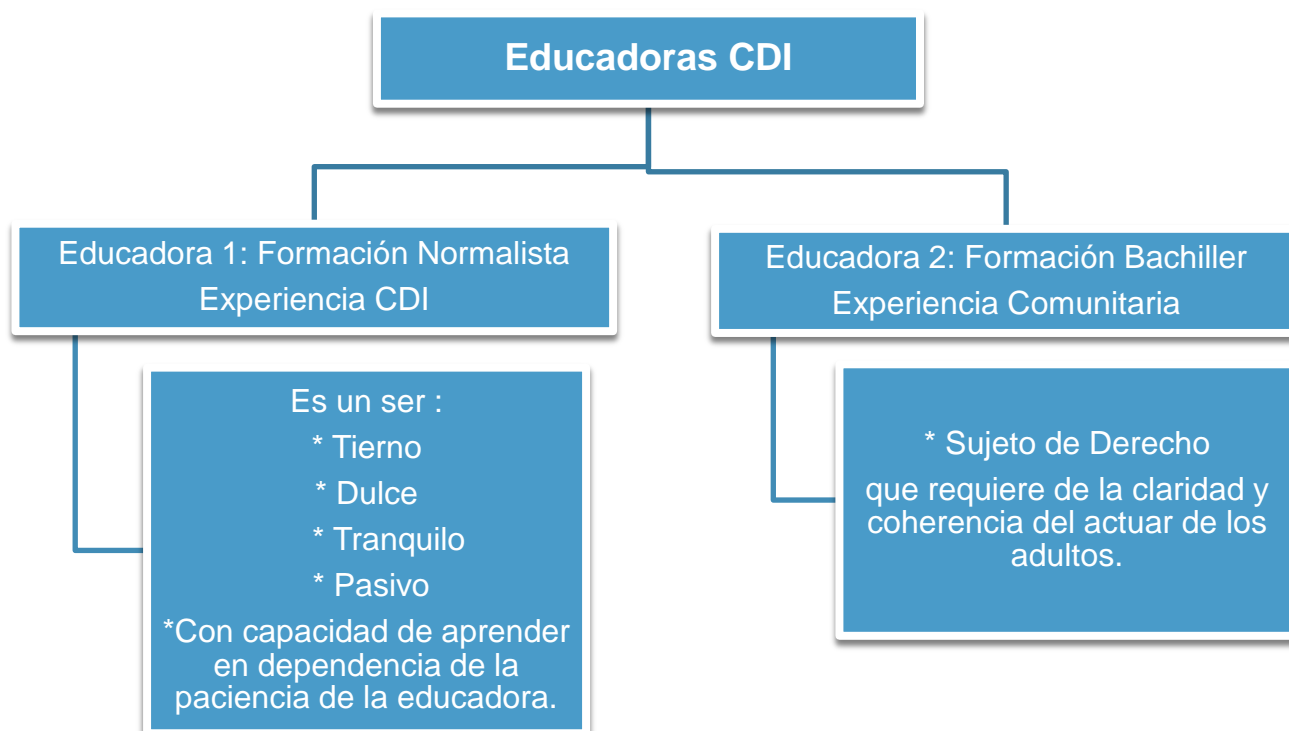 Educadoras CDI
Educadora 1: Formación Normalista
Experiencia CDI
Educadora 2: Formación Bachiller
Experiencia Comunitaria
Es un ser :
* Tierno
* Dulce
* Tranquilo
* Pasivo
*Con capacidad de aprender
en dependencia de la
paciencia de la educadora.
* Sujeto de Derecho
que requiere de la claridad y
coherencia del actuar de los
adultos.